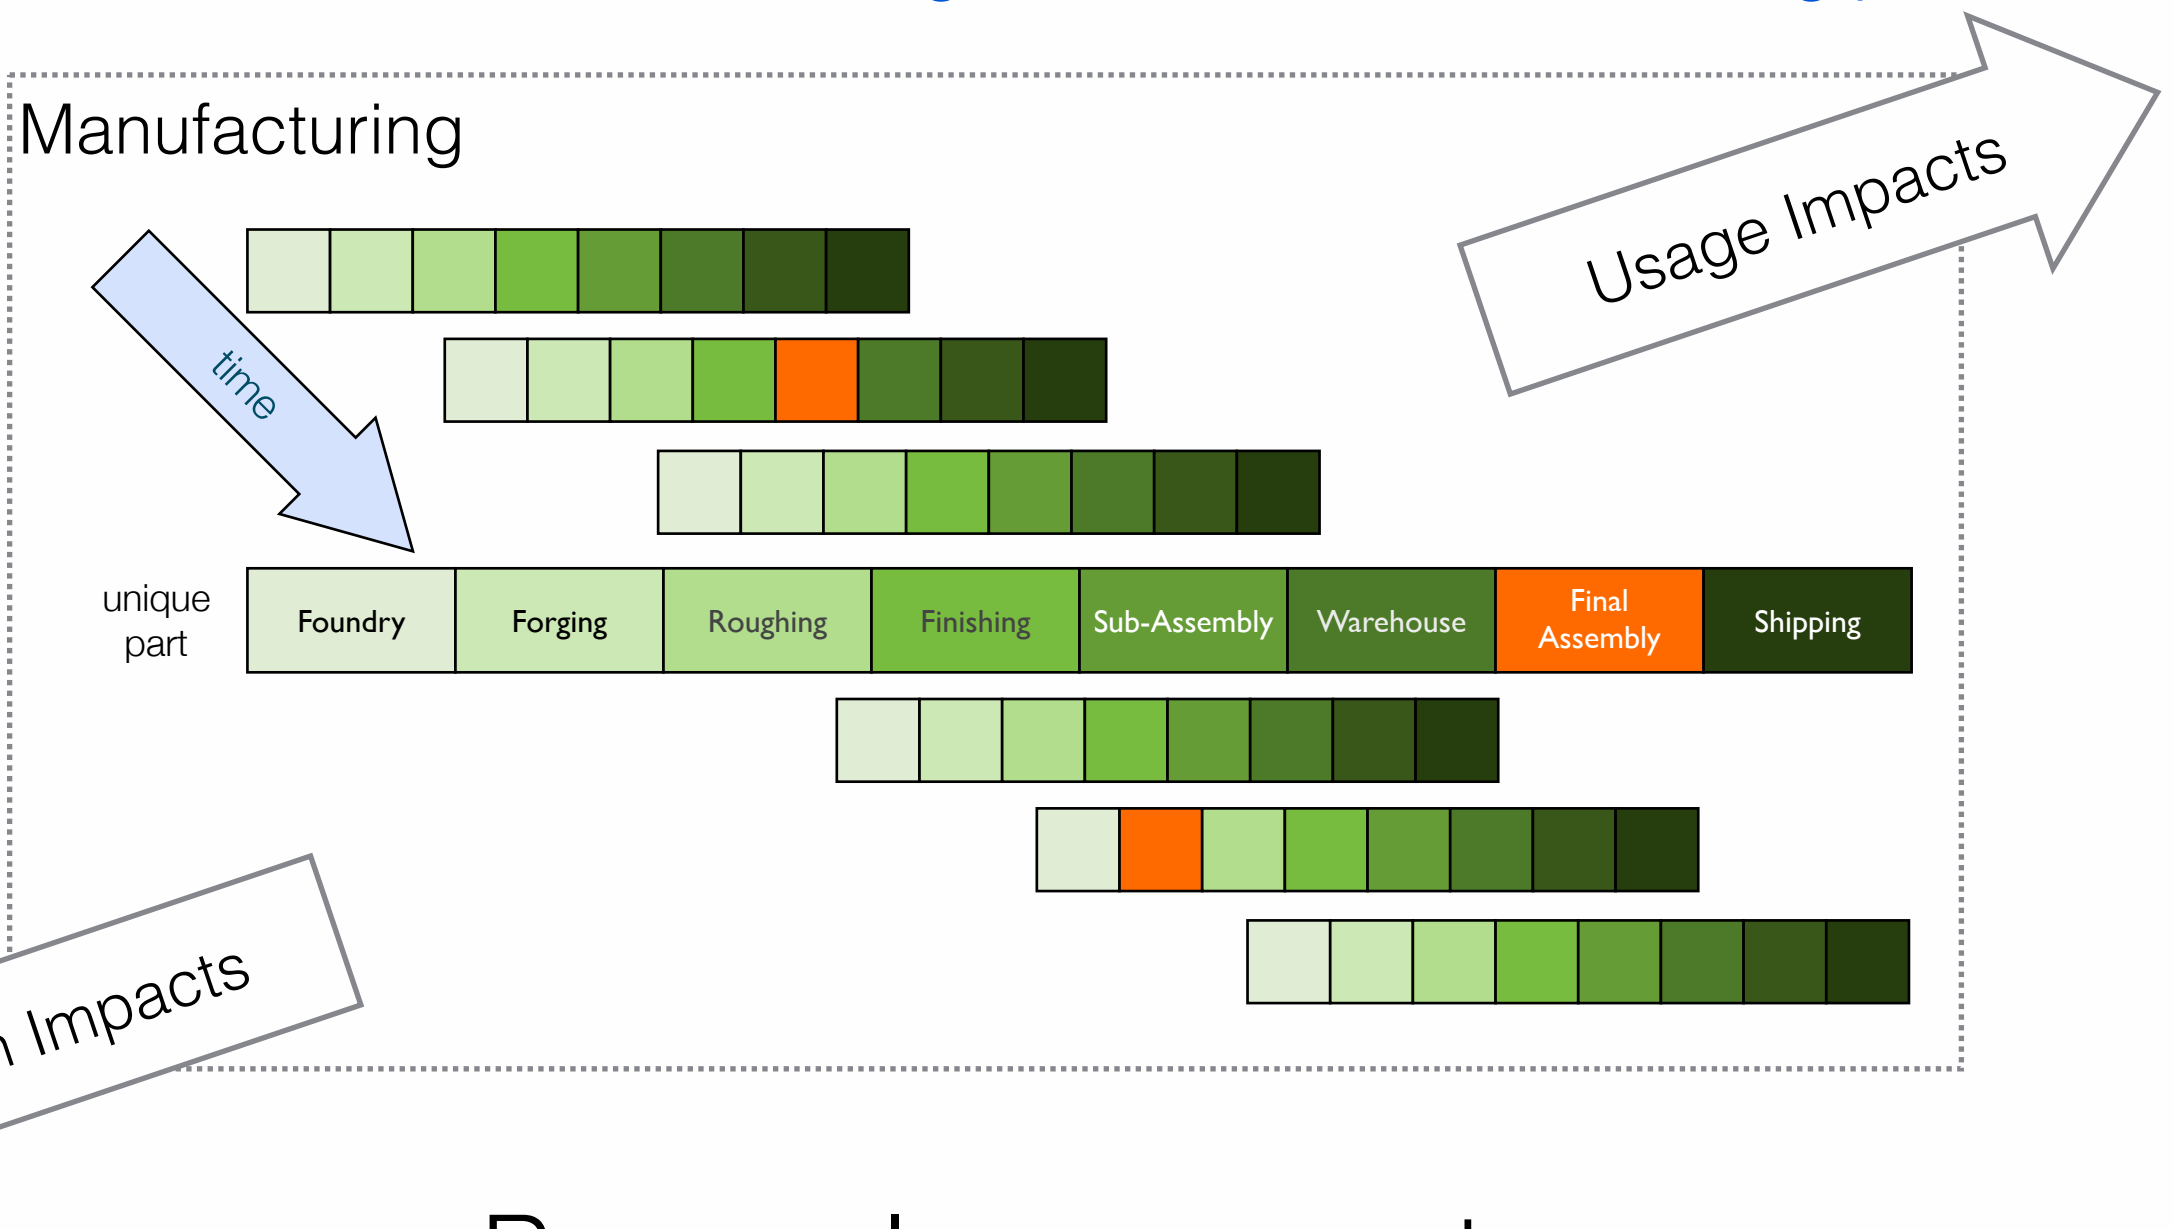 Manufacturing
Usage Impacts
time
unique
part
Foundry
Forging
Roughing
Finishing
Sub-Assembly
Warehouse
Final
Assembly
Shipping
Impacts